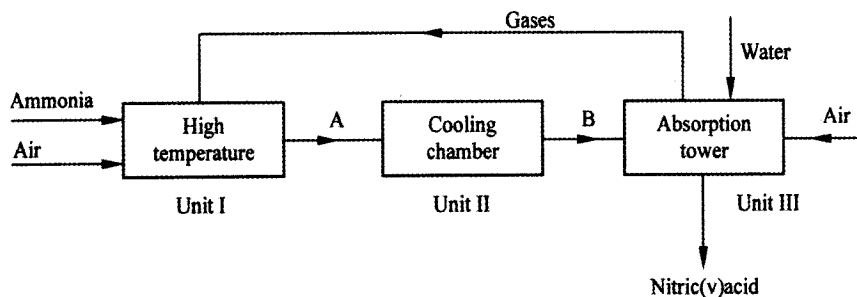 Gases
Water
Ammonia
Air
High
temperature
A
Cooling
chamber
B
Absorption
tower
Air
Unit I
Unit II
Unit III
Nitric(v)acid